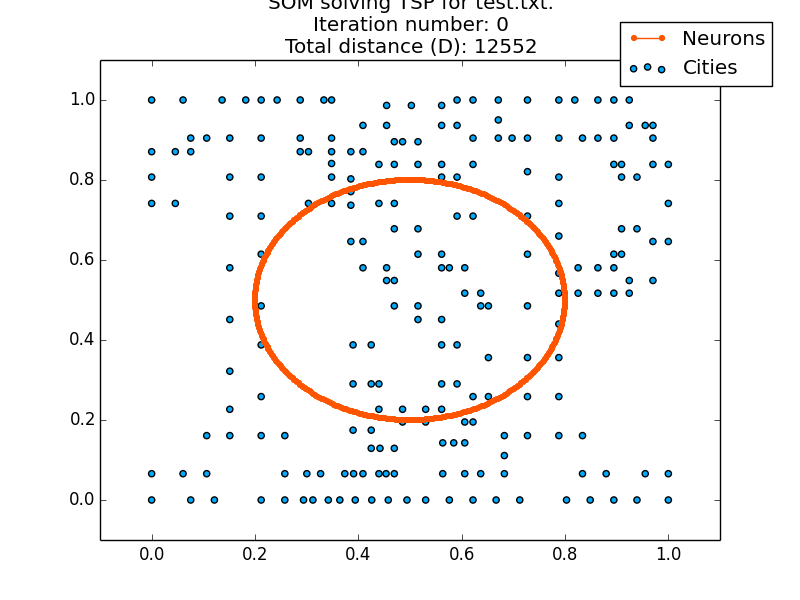 SOM solving TSP for test.txt.
Iteration number: 0
Total distance (D): 12552
Neurons
Cities
1.0
0.8
0.6
0.4
0.2
0.0
0.0 0.2 0.4 0.6 0.8 1.0